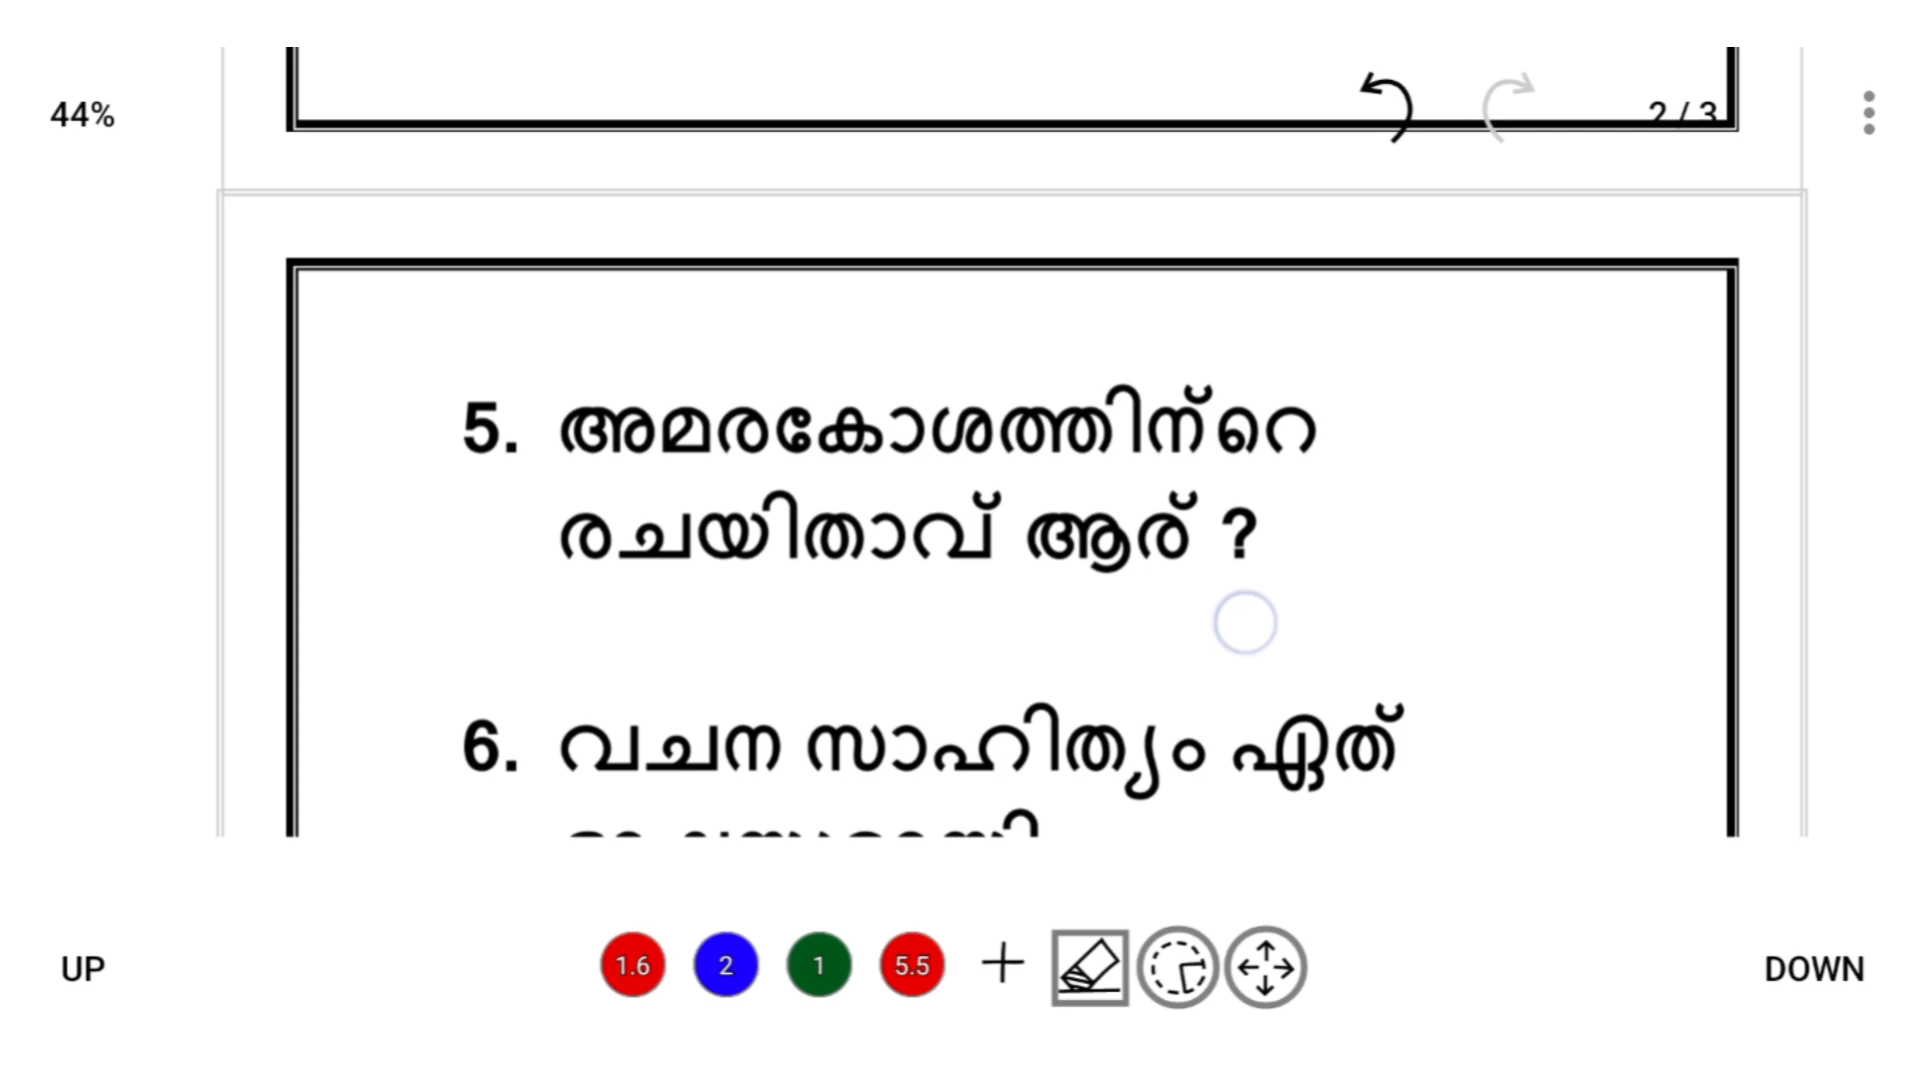 44%
2 / 3
5. അമരകോശത്തിന്റെ
രചയിതാവ് ആര് ?
6. വചന സാഹിത്യം ഏത്
UP
1.6 2 1 5.5
DOWN